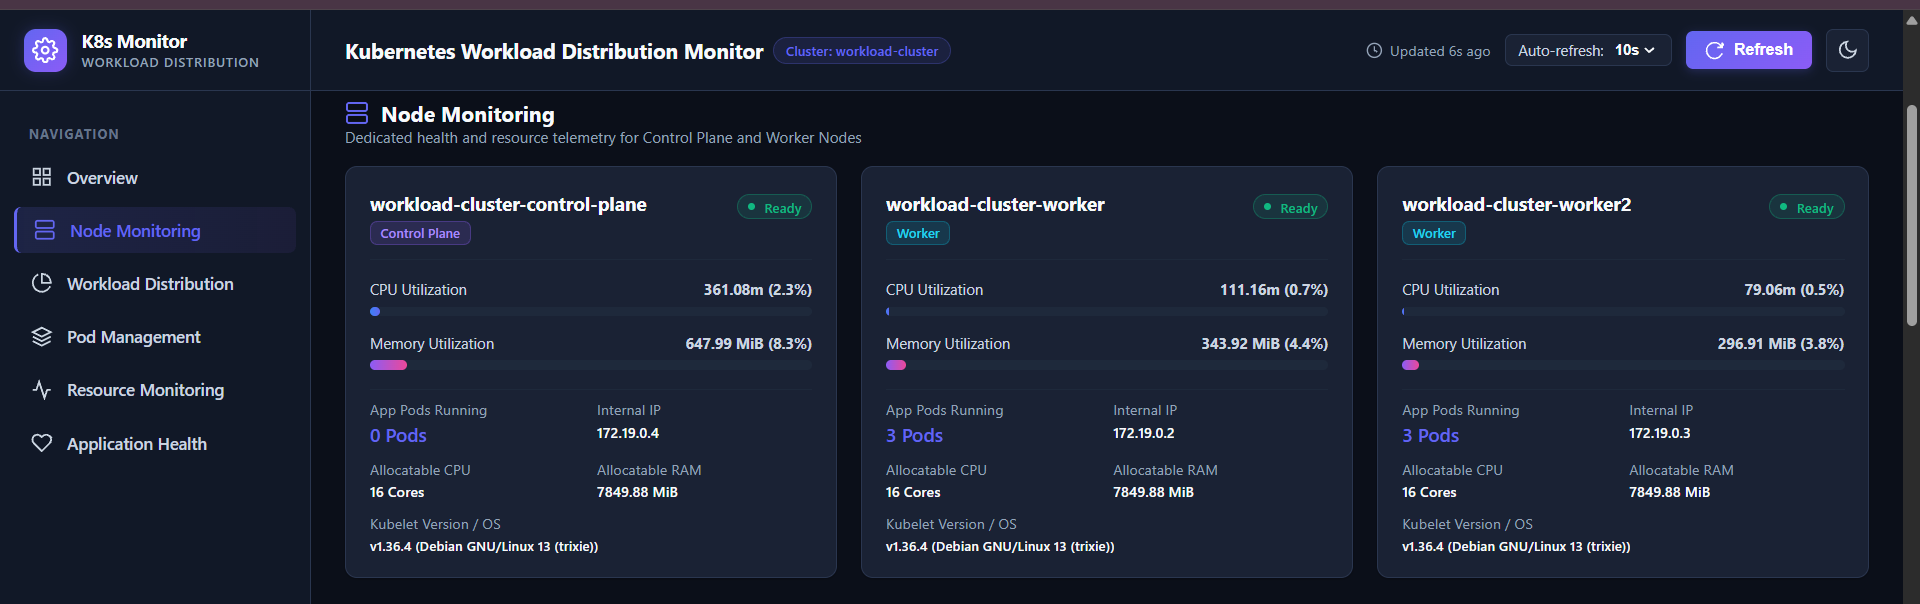 K8s Monitor
WORKLOAD DISTRIBUTION
Kubernetes Workload Distribution Monitor
Cluster: workload-cluster
Updated 6s ago
Auto-refresh: 10s
Refresh
NAVIGATION
Overview
Node Monitoring
Workload Distribution
Pod Management
Resource Monitoring
Application Health
Node Monitoring
Dedicated health and resource telemetry for Control Plane and Worker Nodes
workload-cluster-control-plane
Ready
Control Plane
CPU Utilization 361.08m (2.3%)
Memory Utilization 647.99 MiB (8.3%)
App Pods Running Internal IP
0 Pods 172.19.0.4
Allocatable CPU Allocatable RAM
16 Cores 7849.88 MiB
Kubelet Version / OS
v1.36.4 (Debian GNU/Linux 13 (trixie))
workload-cluster-worker
Ready
Worker
CPU Utilization 111.16m (0.7%)
Memory Utilization 343.92 MiB (4.4%)
App Pods Running Internal IP
3 Pods 172.19.0.2
Allocatable CPU Allocatable RAM
16 Cores 7849.88 MiB
Kubelet Version / OS
v1.36.4 (Debian GNU/Linux 13 (trixie))
workload-cluster-worker2
Ready
Worker
CPU Utilization 79.06m (0.5%)
Memory Utilization 296.91 MiB (3.8%)
App Pods Running Internal IP
3 Pods 172.19.0.3
Allocatable CPU Allocatable RAM
16 Cores 7849.88 MiB
Kubelet Version / OS
v1.36.4 (Debian GNU/Linux 13 (trixie))